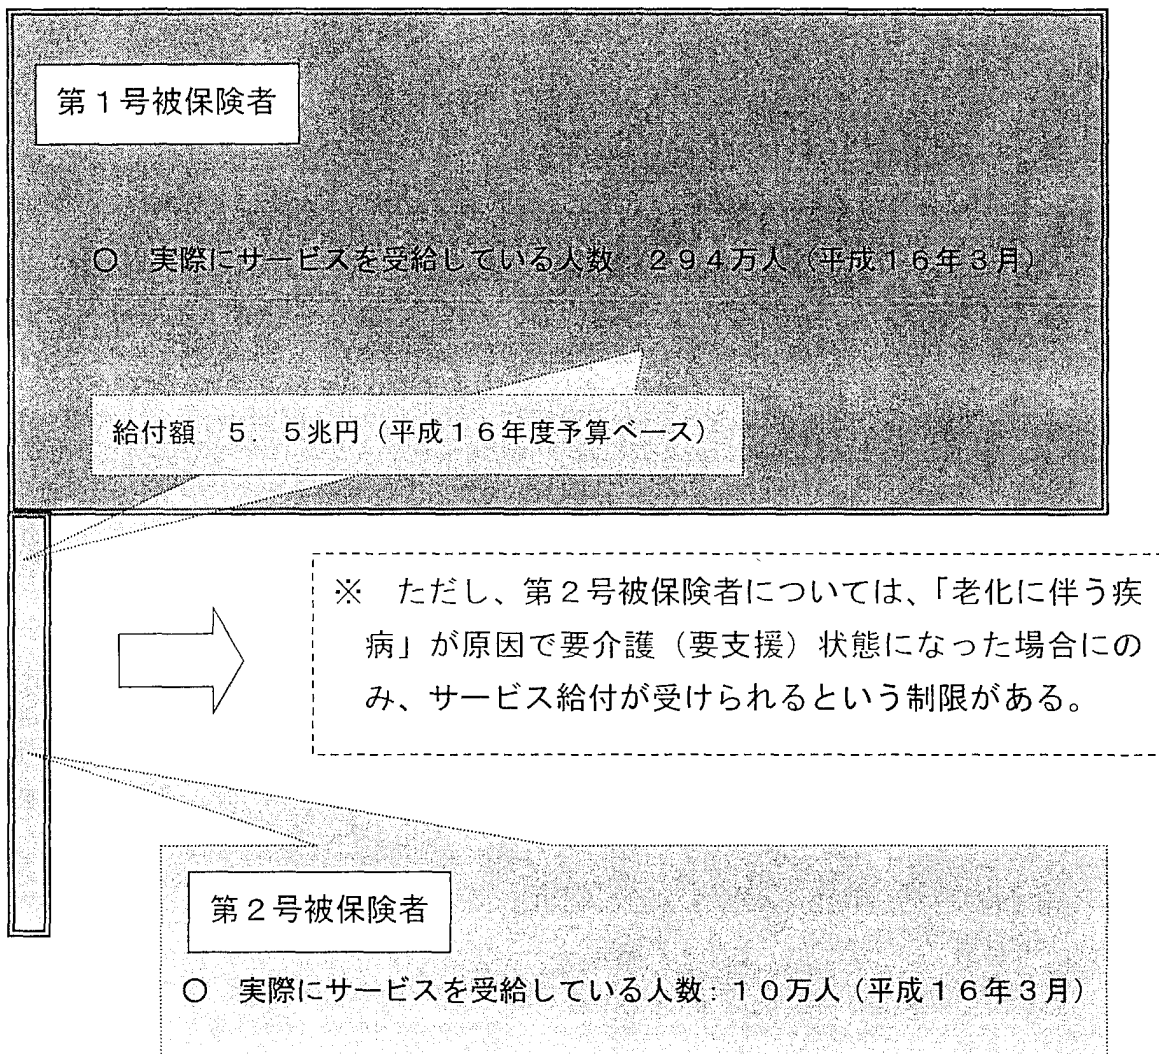 第１号被保険者
○　実際にサービスを受給している人数：２９４万人（平成１６年３月）
給付額　５．５兆円（平成１６年度予算ベース）
※　ただし、第２号被保険者については、「老化に伴う疾
病」が原因で要介護（要支援）状態になった場合にの
み、サービス給付が受けられるという制限がある。
第２号被保険者
○　実際にサービスを受給している人数：１０万人（平成１６年３月）